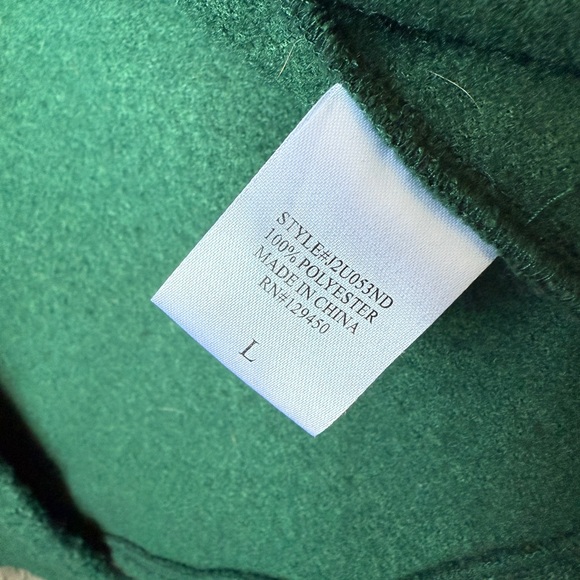 STYLE#J2U053ND
100% POLYESTER
MADE IN CHINA
RN#129450
L